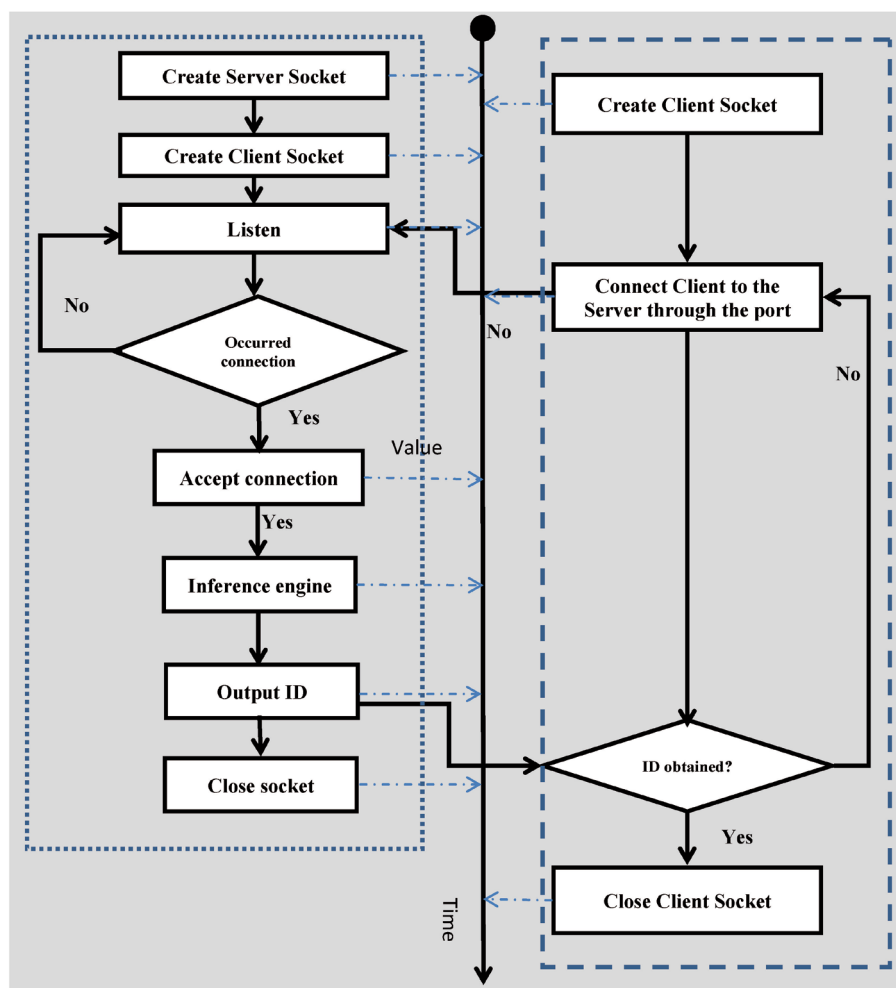 Create Server Socket
Create Client Socket
Listen
No
Occurred
connection
Yes
Value
Accept connection
Yes
Inference engine
Output ID
Close socket
No
Time
Create Client Socket
Connect Client to the
Server through the port
No
ID obtained?
Yes
Close Client Socket